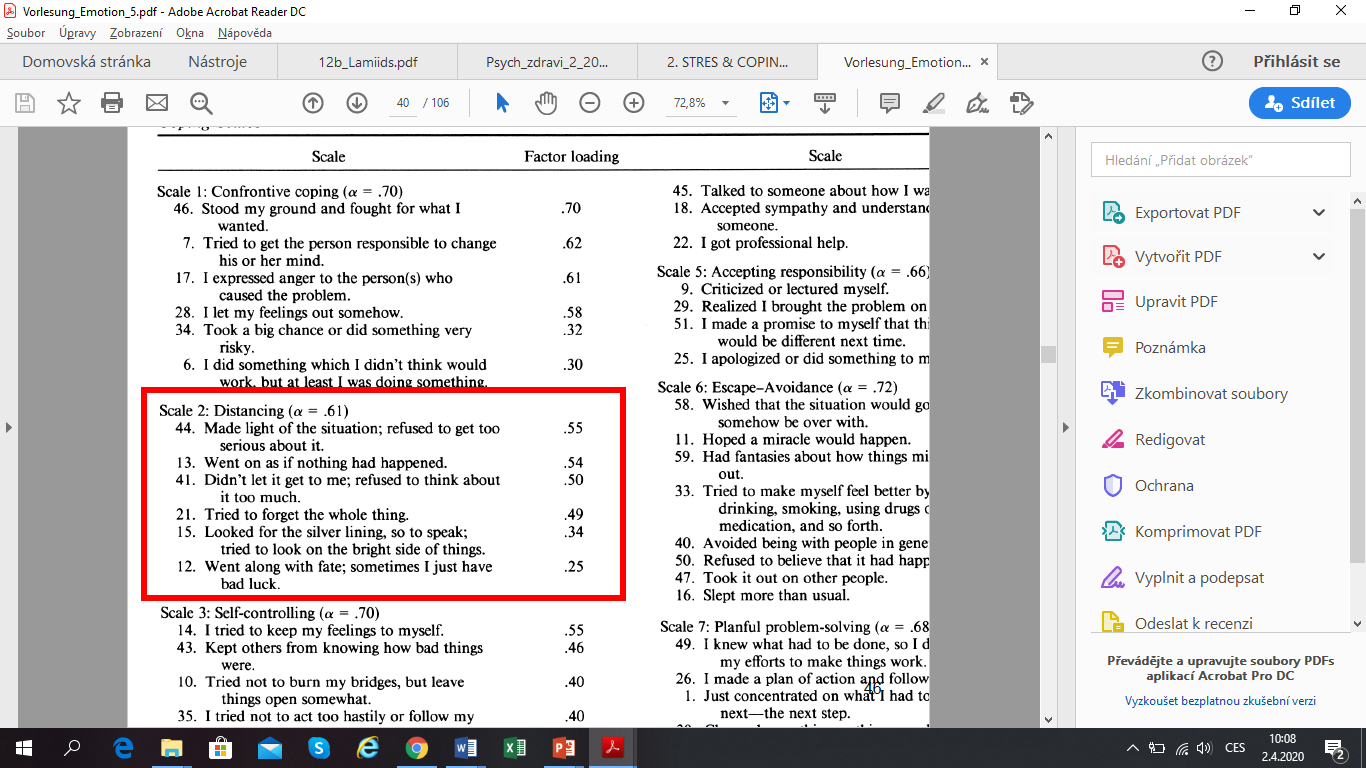 Vorlesung_Emotion_5.pdf - Adobe Acrobat Reader DC
Soubor Úpravy Zobrazení Okna Nápověda
Domovská stránka Nástroje 12b_Lamiids.pdf Psych_zdravi_2_20... 2. STRES & COPIN... Vorlesung_Emotion... × Přihlásit se
40 / 106 72,8% Sdílet
Scale Factor loading
Scale 1: Confrontive coping (α = .70)
46. Stood my ground and fought for what I .70
wanted.
7. Tried to get the person responsible to change .62
his or her mind.
17. I expressed anger to the person(s) who .61
caused the problem.
28. I let my feelings out somehow. .58
34. Took a big chance or did something very .32
risky.
6. I did something which I didn't think would .30
work, but at least I was doing something.
Scale 2: Distancing (α = .61)
44. Made light of the situation; refused to get too .55
serious about it.
13. Went on as if nothing had happened. .54
41. Didn't let it get to me; refused to think about .50
it too much.
21. Tried to forget the whole thing. .49
15. Looked for the silver lining, so to speak; .34
tried to look on the bright side of things.
12. Went along with fate; sometimes I just have .25
bad luck.
Scale 3: Self-controlling (α = .70)
14. I tried to keep my feelings to myself. .55
43. Kept others from knowing how bad things .46
were.
10. Tried not to burn my bridges, but leave .40
things open somewhat.
35. I tried not to act too hastily or follow my .40
Scale
45. Talked to someone about how I wa
18. Accepted sympathy and understand
someone.
22. I got professional help.
Scale 5: Accepting responsibility (α = .66)
9. Criticized or lectured myself.
29. Realized I brought the problem on
51. I made a promise to myself that thi
would be different next time.
25. I apologized or did something to m
Scale 6: Escape–Avoidance (α = .72)
58. Wished that the situation would go
somehow be over with.
11. Hoped a miracle would happen.
59. Had fantasies about how things mi
out.
33. Tried to make myself feel better by
drinking, smoking, using drugs o
medication, and so forth.
40. Avoided being with people in gene
50. Refused to believe that it had happ
47. Took it out on other people.
16. Slept more than usual.
Scale 7: Planful problem-solving (α = .68
49. I knew what had to be done, so I d
my efforts to make things work.
26. I made a plan of action and follow
1. Just concentrated on what I had to
next—the next step.
46
Hledání „Přidat obrázek"
Exportovat PDF
Vytvořit PDF
Upravit PDF
Poznámka
Zkombinovat soubory
Redigovat
Ochrana
Komprimovat PDF
Vyplnit a podepsat
Odeslat k recenzi
Převádějte a upravujte soubory PDFs
aplikací Acrobat Pro DC
Vyzkoušet bezplatnou zkušební verzi
CES
10:08
2.4.2020
2